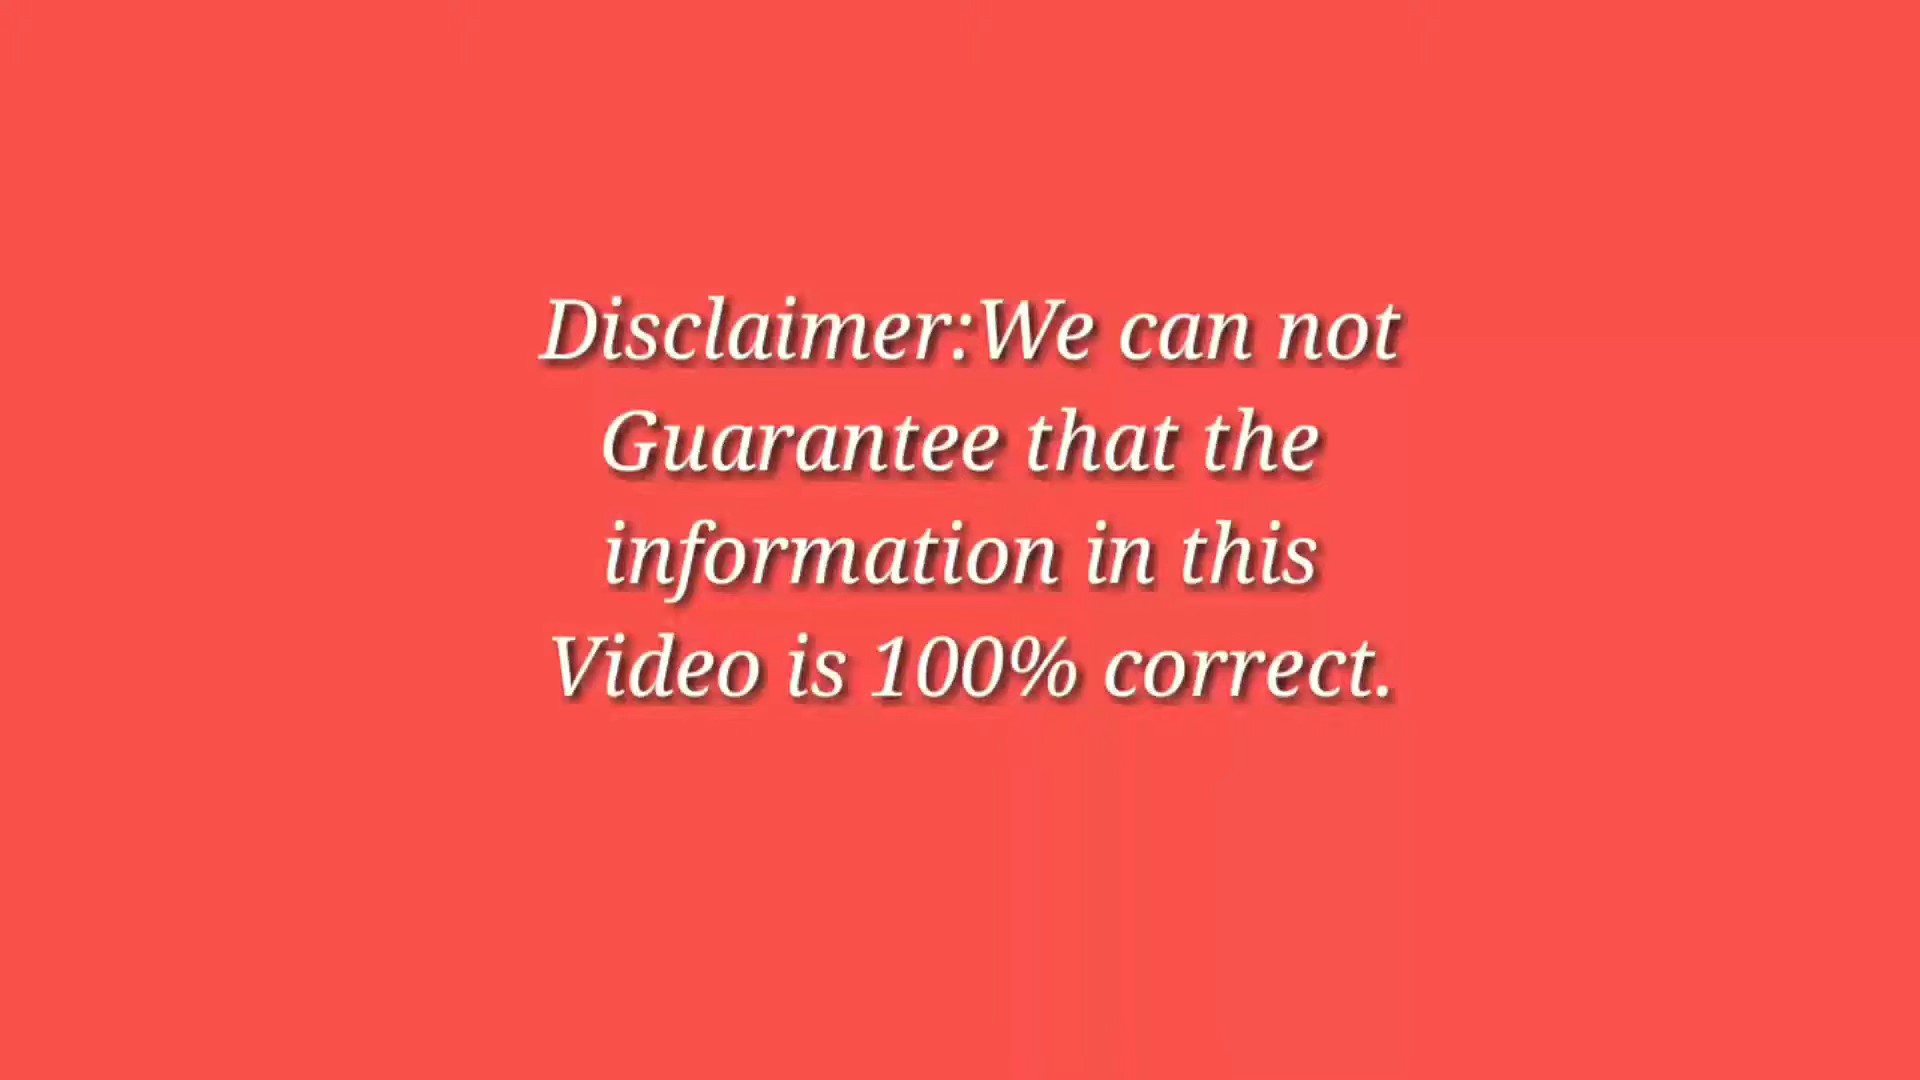 Disclaimer:We can not
Guarantee that the
information in this
Video is 100% correct.